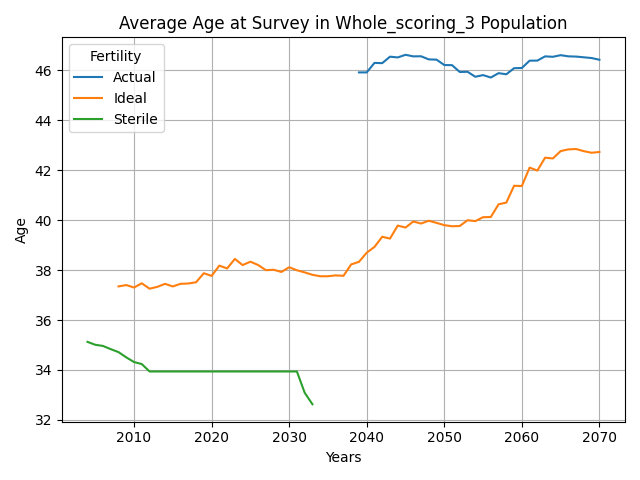 Average Age at Survey in Whole_scoring_3 Population
Fertility
Actual
Ideal
Sterile
46
44
42
40
38
36
34
32
Age
2010
2020
2030
2040
2050
2060
2070
Years